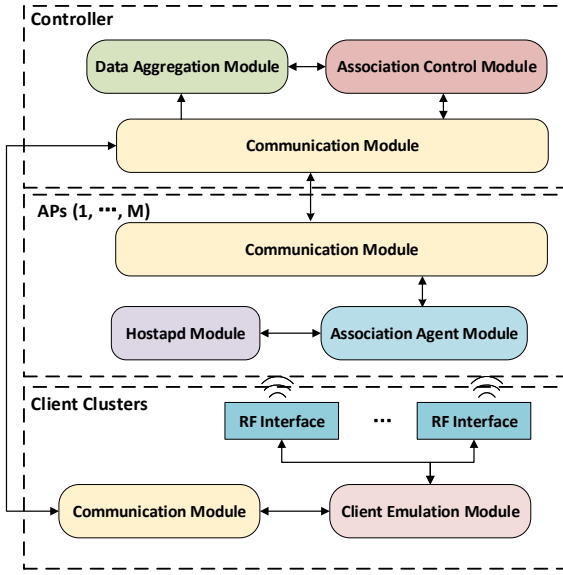 Controller
Data Aggregation Module
Association Control Module
Communication Module
APs (1, ···, M)
Communication Module
Hostapd Module
Association Agent Module
Client Clusters
RF Interface
···
RF Interface
Communication Module
Client Emulation Module